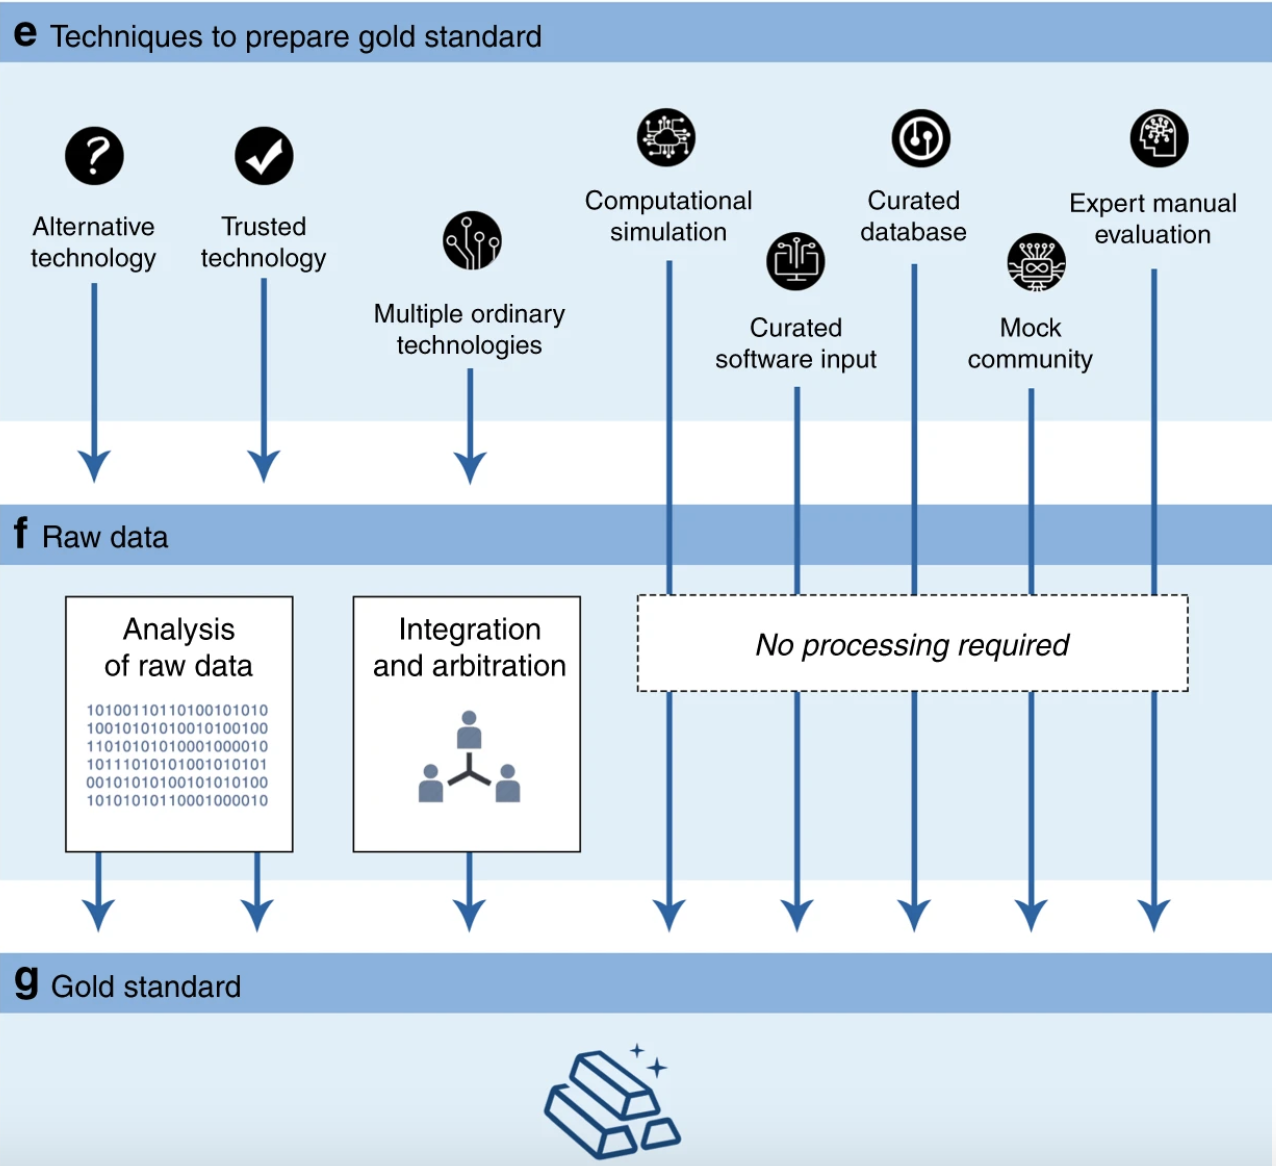 e Techniques to prepare gold standard
Alternative
technology
Trusted
technology
Multiple ordinary
technologies
Computational
simulation
Curated
software input
Curated
database
Mock
community
Expert manual
evaluation
f Raw data
Analysis
of raw data
10100110110100101010
10010101010010100100
11010101010001000010
10111010101001010101
00101010100101010100
10101010110001000010
Integration
and arbitration
No processing required
g Gold standard